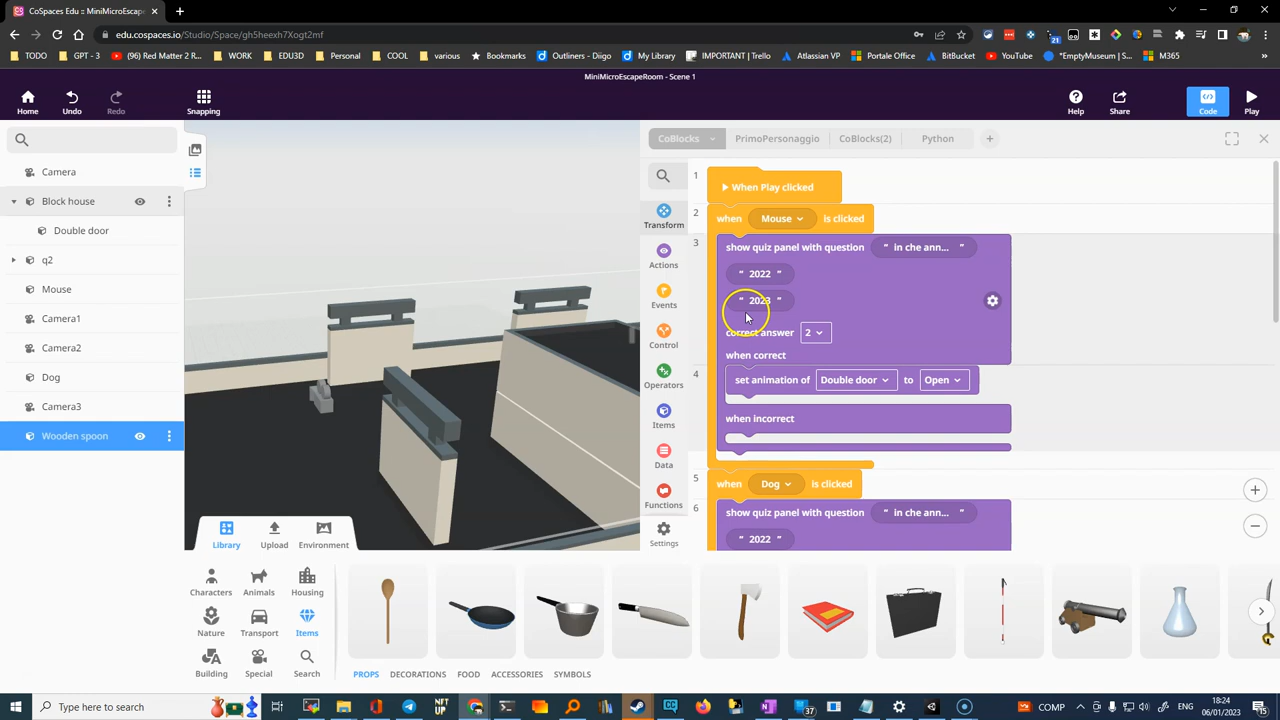 CoSpaces Edu – MiniMicroEscape
edu.cospaces.io/Studio/Space/gh5heexh7Xogt2mf
TODO GPT - 3 (96) Red Matter 2 R... WORK EDU3D Personal COOL various Bookmarks Outliners - Diigo My Library IMPORTANT | Trello Atlassian VPN Portale Office BitBucket YouTube "EmptyMuseum | S... M365
MiniMicroEscapeRoom - Scene 1
Home Undo Redo Snapping Help Share Code Play
CoBlocks PrimoPersonaggio CoBlocks(2) Python
Camera
Block house
Double door
q2
Mouse
Camera1
Camera2
Dog
Camera3
Wooden spoon
Transform
Actions
Events
Control
Operators
Items
Data
Functions
Settings
1 When Play clicked
2 when Mouse is clicked
3 show quiz panel with question “ in che ann... ”
“ 2022 ”
“ 2023 ”
correct answer 2
when correct
4 set animation of Double door to Open
when incorrect
5 when Dog is clicked
6 show quiz panel with question “ in che ann... ”
“ 2022 ”
Library Upload Environment
Characters Animals Housing
Nature Transport Items
Building Special Search
PROPS DECORATIONS FOOD ACCESSORIES SYMBOLS
Type here to search
COMP
18:24
06/01/2023